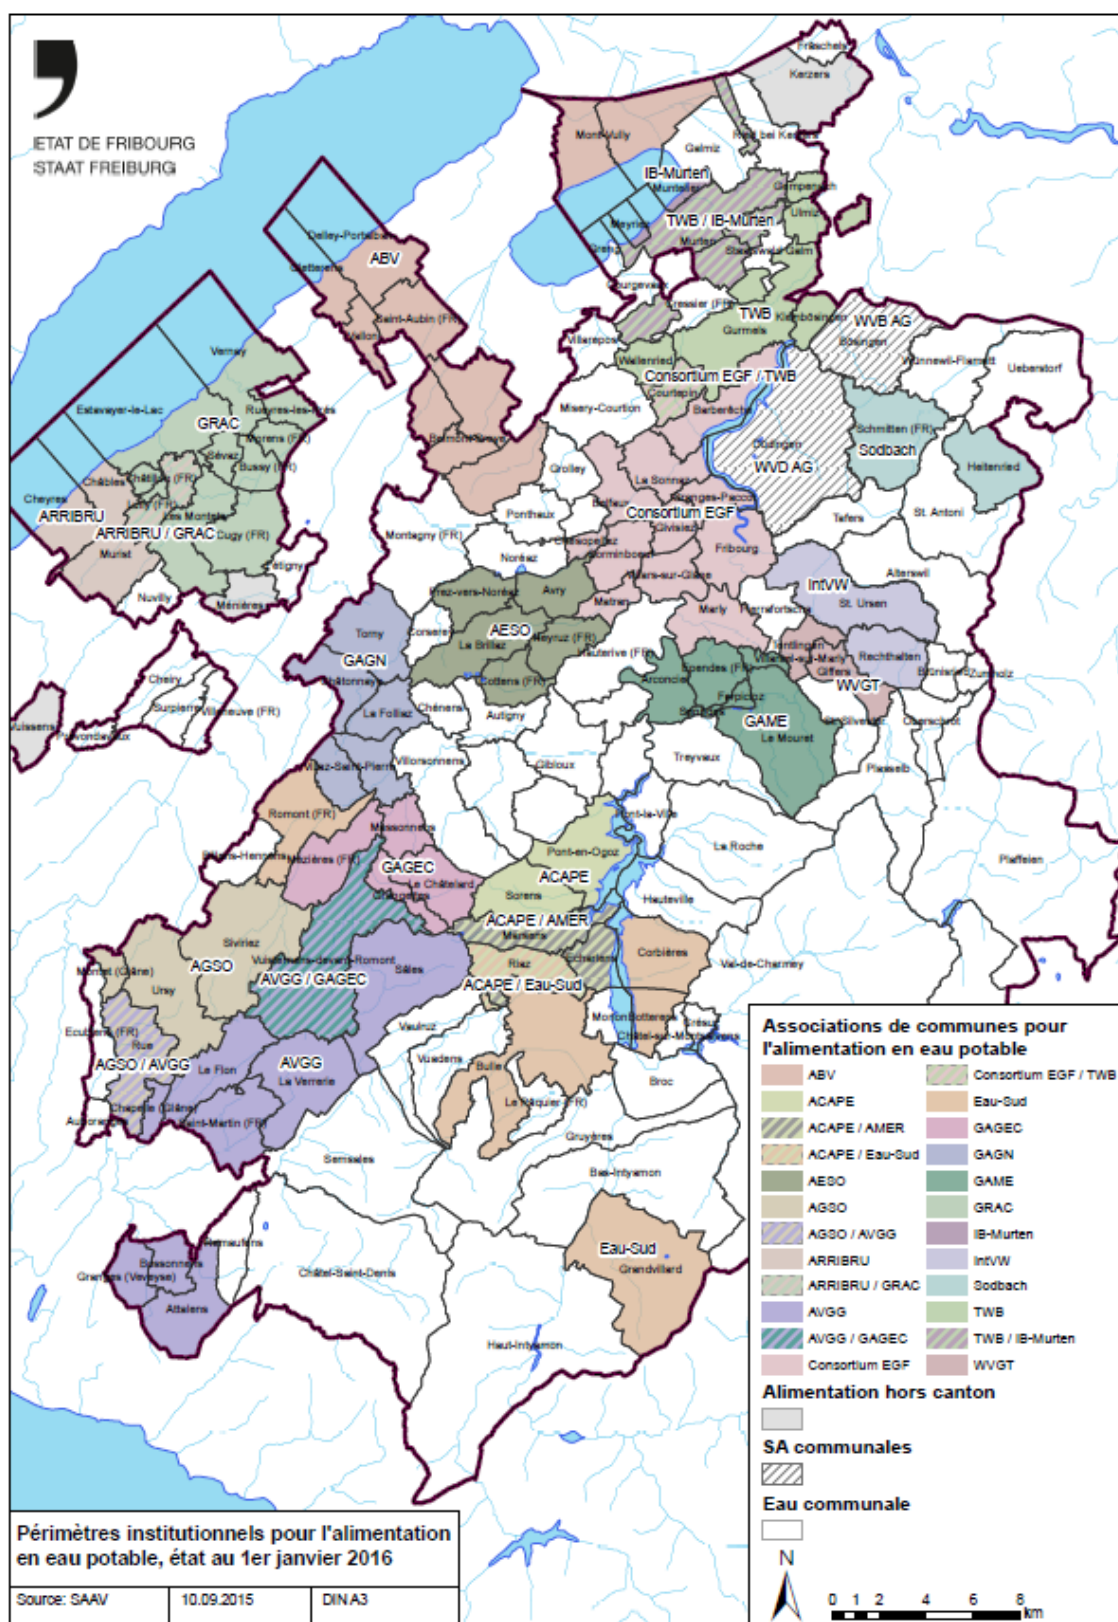 ETAT DE FRIBOURG
STAAT FREIBURG
Fräschels
Kerzers
Mont-Vully
Galmiz
Ried bei Kerzers
IB-Murten
Muntelier
Gempenach
Meyriez
TWB / IB-Murten
Ulmiz
Greng
Murten
Staatswald Galm
Delley-Portalban
ABV
Gletterens
Courgevaux
Cressier (FR)
Saint-Aubin (FR)
TWB
Kleinbösingen
WVB AG
Vallon
Gurmels
Bösingen
Villarepos
Vernay
Wallenried
Wünnewil-Flamatt
Ueberstorf
Consortium EGF / TWB
Estavayer-le-Lac
Courtepin
Barberêche
Rueyres-les-Prés
Misery-Courtion
GRAC
Morens (FR)
Schmitten (FR)
Sévaz
Belmont-Broye
Düdingen
Sodbach
Bussy (FR)
Grolley
WVD AG
Heitenried
Châbles
Châtillon (FR)
La Sonnaz
Cheyres
Lully (FR)
Belfaux
Granges-Paccot
ARRIBRU
Les Montets
Ponthaux
Consortium EGF
St. Antoni
ARRIBRU / GRAC
Cugy (FR)
Montagny (FR)
Givisiez
Tafers
Murist
Chésopelloz
Fribourg
Noréaz
Corminboeuf
Fétigny
Alterswil
Nuvilly
Ménières
Prez-vers-Noréaz
Avry
Villars-sur-Glâne
IntVW
Matran
St. Ursen
Marly
Pierrafortscha
Torny
Corserey
AESO
La Brillaz
Neyruz (FR)
Tentlingen
GAGN
Hauterive (FR)
Villarsel-sur-Marly
Rechthalten
Ependes (FR)
Giffers
Brünisried
Zumholz
Cheiry
Châtonnaye
Cottens (FR)
Arconciel
WVGT
Surpierre
Villeneuve (FR)
Chénens
Ferpicloz
La Folliaz
Autigny
Senèdes
GAME
St. Silvester
Oberschrot
Vuissens
Prévondavaux
Le Mouret
Villorsonnens
Treyvaux
Villaz-Saint-Pierre
Gibloux
Plasselb
Romont (FR)
Massonnens
Pont-la-Ville
La Roche
Billens-Hennens
Mézières (FR)
Pont-en-Ogoz
Plaffeien
GAGEC
ACAPE
Le Châtelard
Grangettes
Sorens
Hauteville
ACAPE / AMER
Marsens
Siviriez
Corbières
Vuisternens-devant-Romont
Echarlens
Montet (Glâne)
AGSO
Sâles
Riaz
Val-de-Charmey
AVGG / GAGEC
ACAPE / Eau-Sud
Ursy
Ecublens (FR)
Morlon
Botterens
Crésuz
Vaulruz
Châtel-sur-Montsalvens
Rue
AGSO / AVGG
AVGG
Vuadens
Le Flon
Bulle
La Verrerie
Broc
Auboranges
Chapelle (Glâne)
Le Pâquier (FR)
Saint-Martin (FR)
Gruyères
Semsales
Bas-Intyamon
Remaufens
Eau-Sud
Bossonnens
Granges (Veveyse)
Châtel-Saint-Denis
Grandvillard
Attalens
Haut-Intyamon
Associations de communes pour
l'alimentation en eau potable
ABV
ACAPE
ACAPE / AMER
ACAPE / Eau-Sud
AESO
AGSO
AGSO / AVGG
ARRIBRU
ARRIBRU / GRAC
AVGG
AVGG / GAGEC
Consortium EGF
Consortium EGF / TWB
Eau-Sud
GAGEC
GAGN
GAME
GRAC
IB-Murten
IntVW
Sodbach
TWB
TWB / IB-Murten
WVGT
Alimentation hors canton
SA communales
Eau communale
N
0 1 2 4 6 8
km
Périmètres institutionnels pour l'alimentation
en eau potable, état au 1er janvier 2016
Source: SAAV
10.09.2015
DIN A3